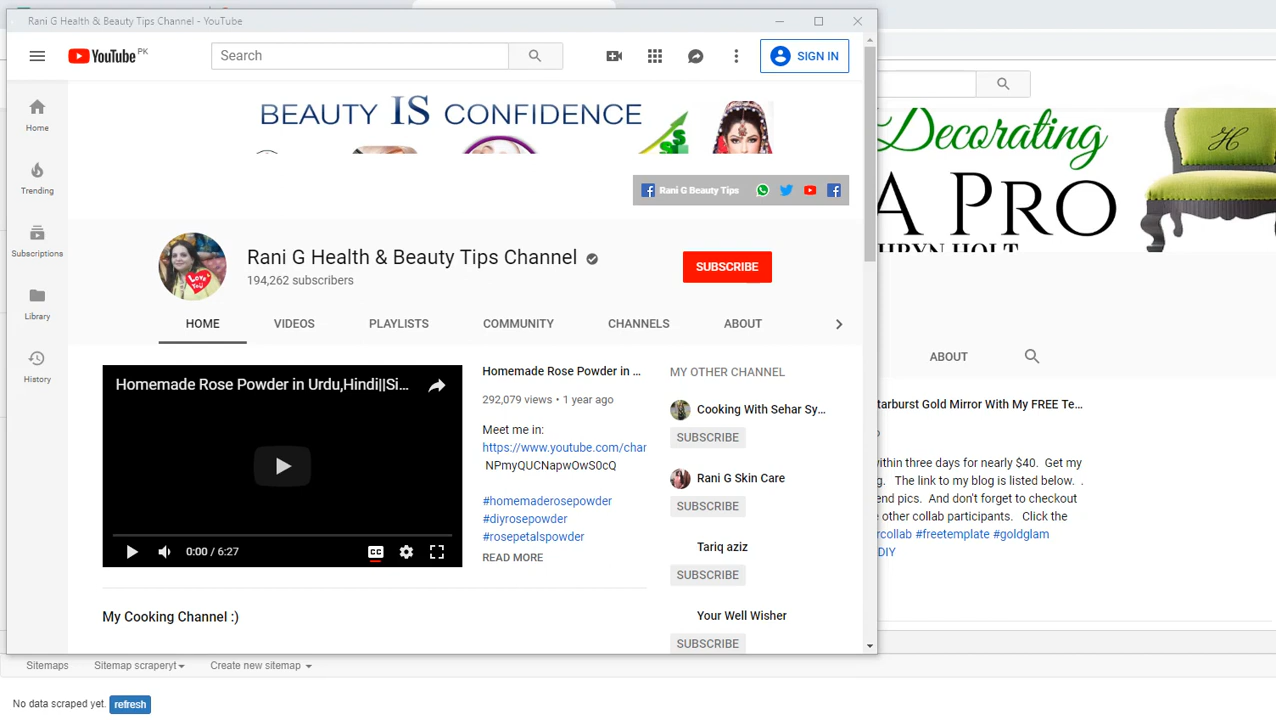 Rani G Health & Beauty Tips Channel - YouTube
YouTube PK
Search
SIGN IN
Home
Trending
Subscriptions
Library
History
BEAUTY IS CONFIDENCE
Rani G Beauty Tips
Rani G Health & Beauty Tips Channel
194,262 subscribers
SUBSCRIBE
HOME VIDEOS PLAYLISTS COMMUNITY CHANNELS ABOUT
Homemade Rose Powder in Urdu,Hindi||Si...
0:00 / 6:27
CC
Homemade Rose Powder in ...
292,079 views • 1 year ago
Meet me in:
https://www.youtube.com/char
NPmyQUCNapwOwS0cQ
#homemaderosepowder
#diyrosepowder
#rosepetalspowder
READ MORE
MY OTHER CHANNEL
Cooking With Sehar Sy...
SUBSCRIBE
Rani G Skin Care
SUBSCRIBE
Tariq aziz
SUBSCRIBE
Your Well Wisher
SUBSCRIBE
My Cooking Channel :)
Decorating
A PRO
HRYN HOLT
H
ABOUT
tarburst Gold Mirror With My FREE Te...
within three days for nearly $40. Get my
g. The link to my blog is listed below. .
end pics. And don't forget to checkout
e other collab participants. Click the
rcollab #freetemplate #goldglam
DIY
Sitemaps Sitemap scraperyt Create new sitemap
No data scraped yet. refresh